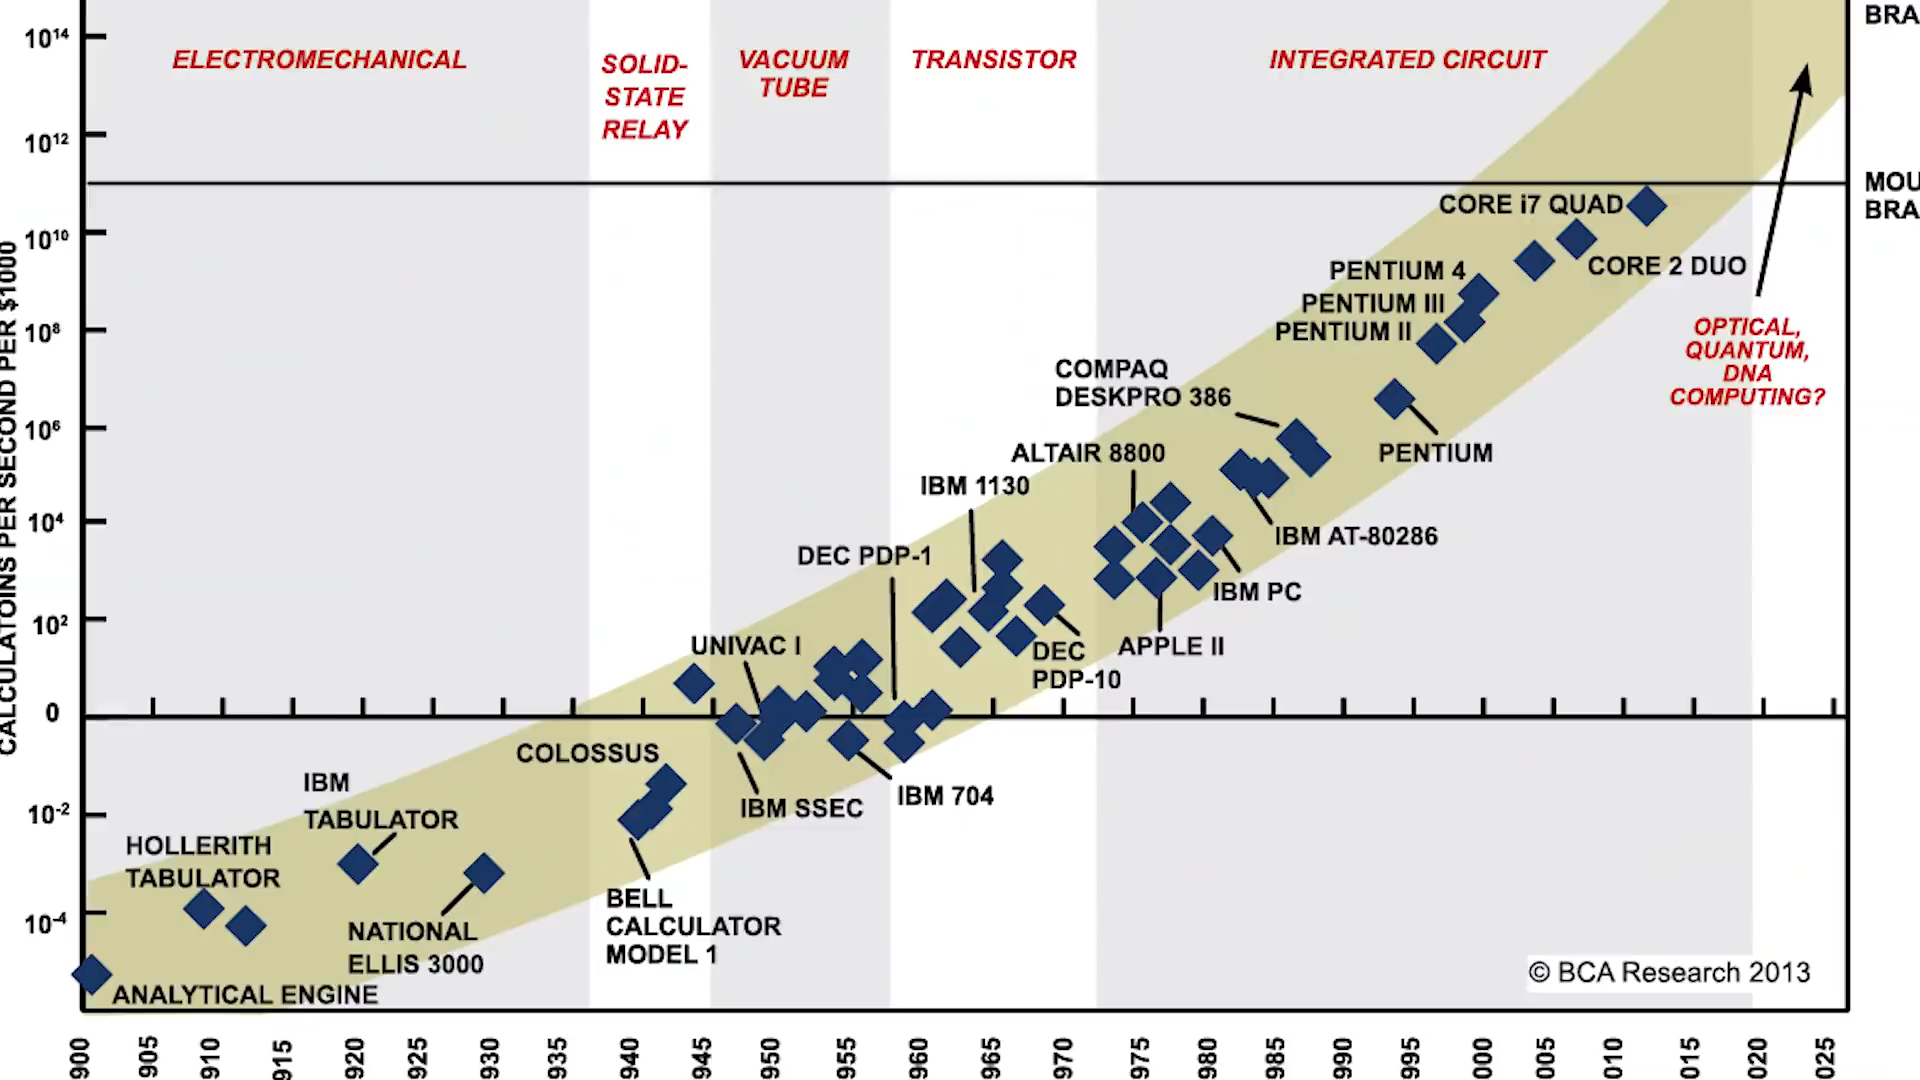 BRA
10¹⁴
ELECTROMECHANICAL
SOLID-
STATE
RELAY
VACUUM
TUBE
TRANSISTOR
INTEGRATED CIRCUIT
10¹²
MOU
BRA
CORE i7 QUAD
10¹⁰
CORE 2 DUO
PENTIUM 4
PENTIUM III
PENTIUM II
10⁸
OPTICAL,
QUANTUM,
DNA
COMPUTING?
COMPAQ
DESKPRO 386
10⁶
ALTAIR 8800
PENTIUM
IBM 1130
10⁴
IBM AT-80286
DEC PDP-1
IBM PC
10²
UNIVAC I
DEC
PDP-10
APPLE II
0
COLOSSUS
IBM
TABULATOR
IBM SSEC
IBM 704
10⁻²
HOLLERITH
TABULATOR
BELL
CALCULATOR
MODEL 1
10⁻⁴
NATIONAL
ELLIS 3000
ANALYTICAL ENGINE
© BCA Research 2013
CALCULATOINS PER SECOND PER $1000
900 905 910 915 920 925 930 935 940 945 950 955 960 965 970 975 980 985 990 995 000 005 010 015 020 025